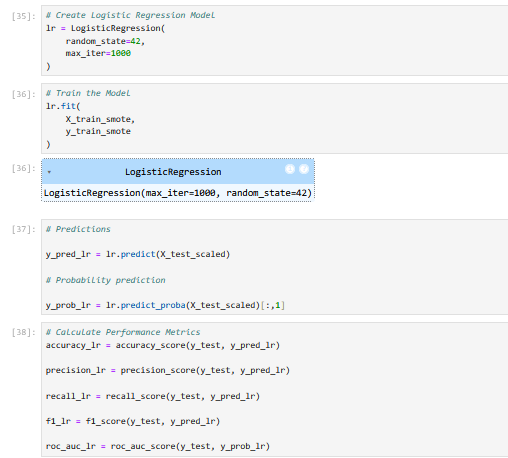 [35]: # Create Logistic Regression Model
lr = LogisticRegression(
    random_state=42,
    max_iter=1000
)
[36]: # Train the Model
lr.fit(
    X_train_smote,
    y_train_smote
)
[36]: LogisticRegression
LogisticRegression(max_iter=1000, random_state=42)
[37]: # Predictions
y_pred_lr = lr.predict(X_test_scaled)
# Probability prediction
y_prob_lr = lr.predict_proba(X_test_scaled)[:,1]
[38]: # Calculate Performance Metrics
accuracy_lr = accuracy_score(y_test, y_pred_lr)
precision_lr = precision_score(y_test, y_pred_lr)
recall_lr = recall_score(y_test, y_pred_lr)
f1_lr = f1_score(y_test, y_pred_lr)
roc_auc_lr = roc_auc_score(y_test, y_prob_lr)